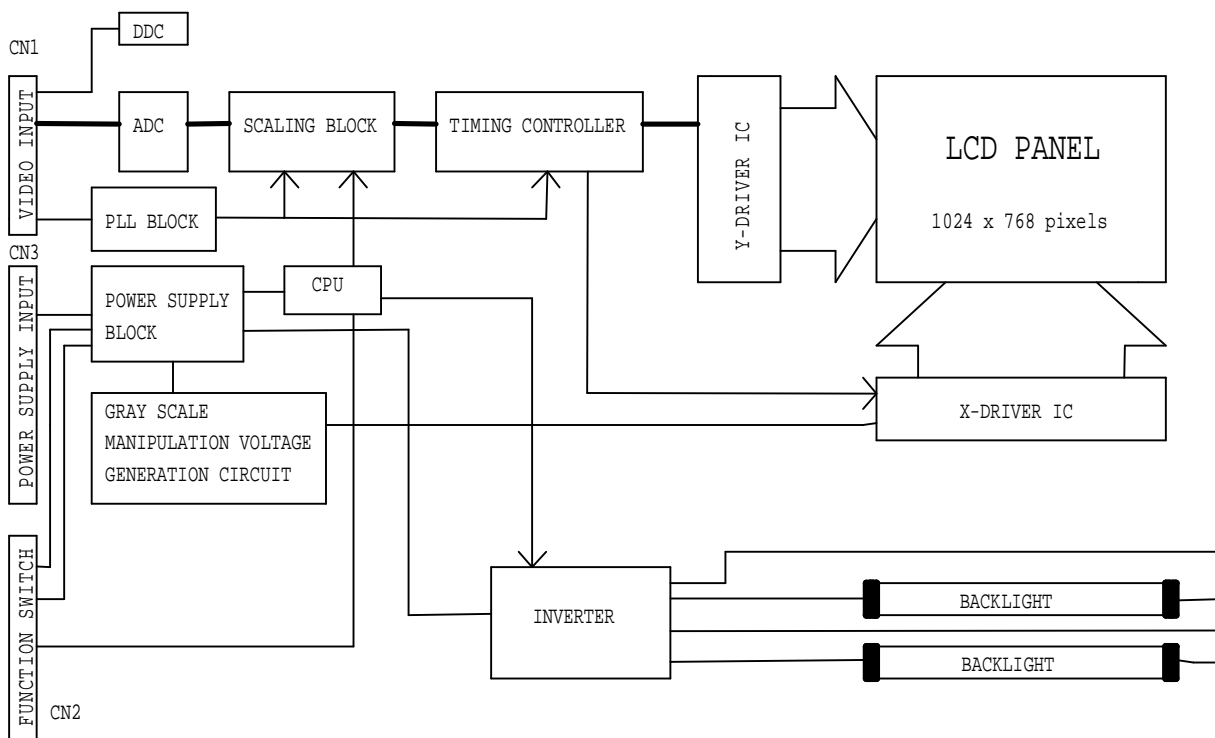 DDC
CN1
VIDEO INPUT
ADC
SCALING BLOCK
TIMING CONTROLLER
Y-DRIVER IC
LCD PANEL
1024 x 768 pixels
PLL BLOCK
CN3
POWER SUPPLY INPUT
POWER SUPPLY
BLOCK
CPU
GRAY SCALE
MANIPULATION VOLTAGE
GENERATION CIRCUIT
X-DRIVER IC
FUNCTION SWITCH
CN2
INVERTER
BACKLIGHT
BACKLIGHT